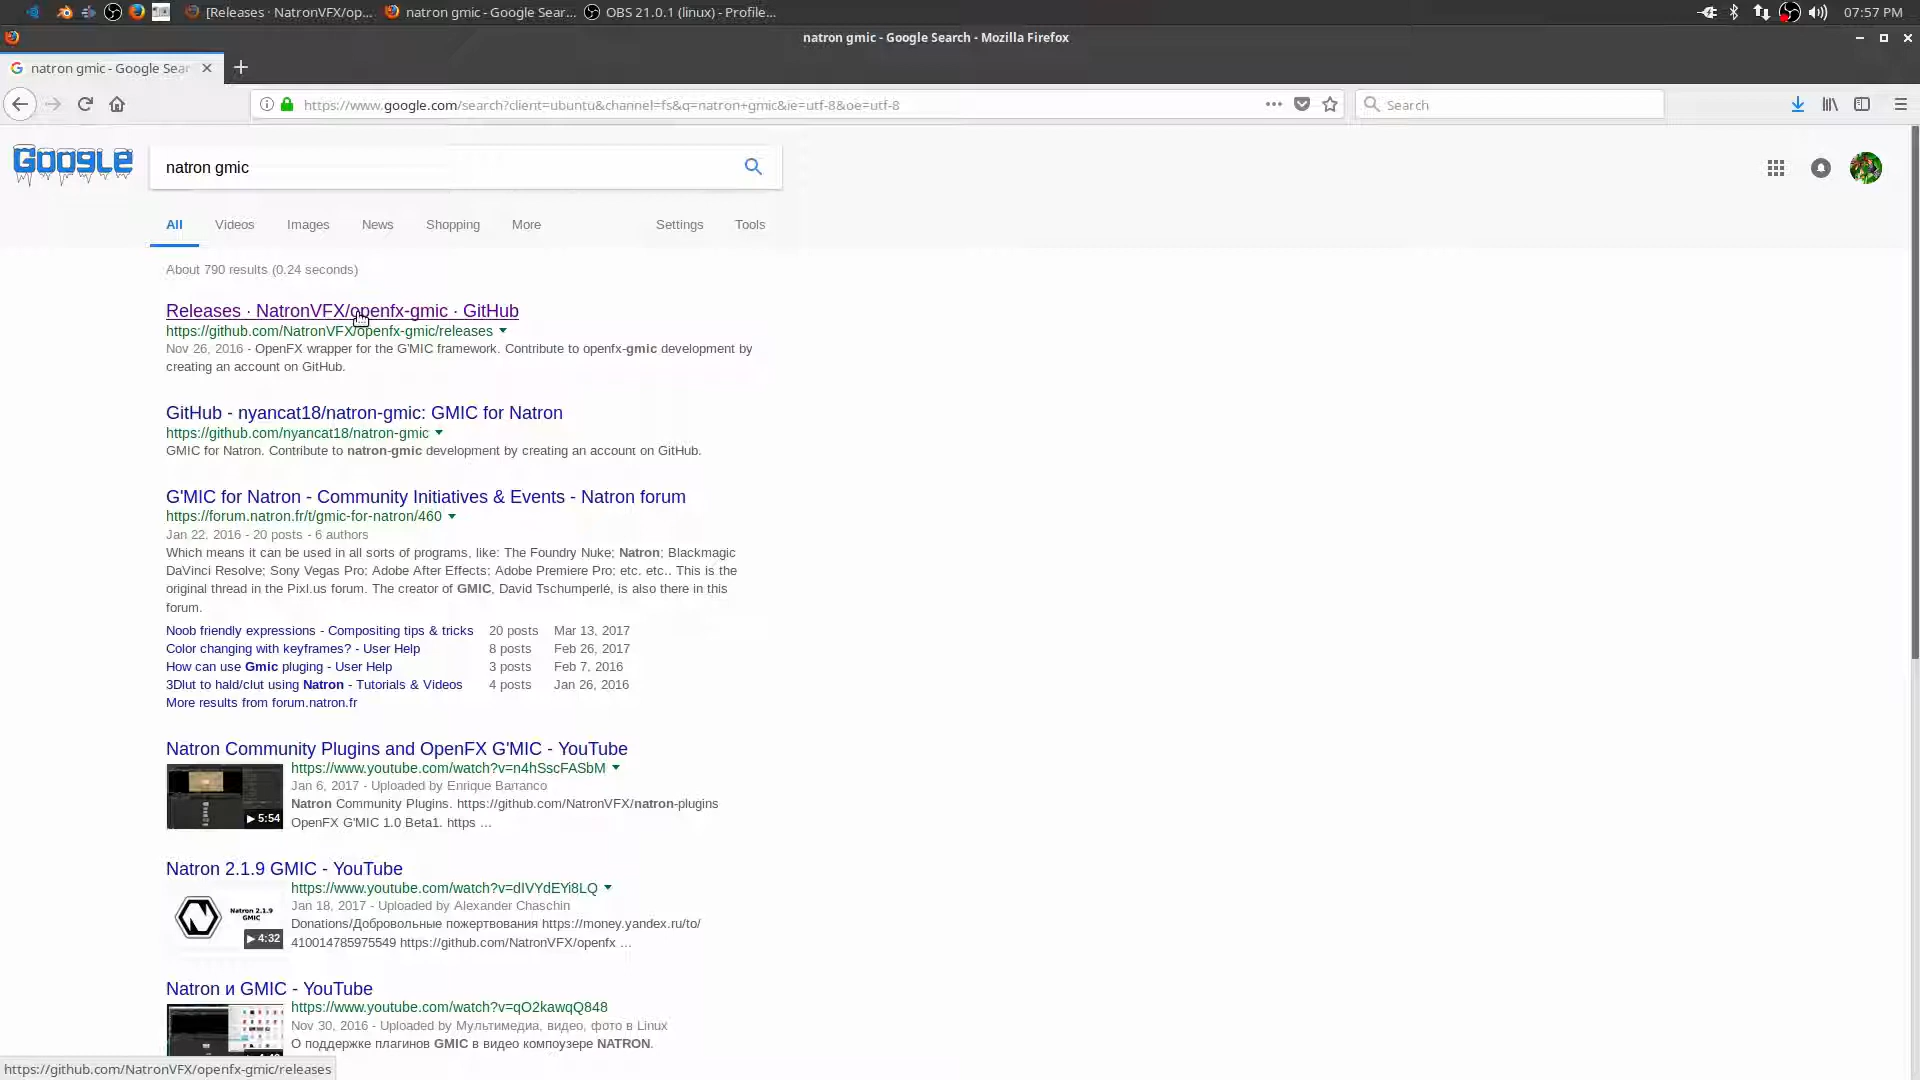 [Releases · NatronVFX/op...
natron gmic - Google Sear...
OBS 21.0.1 (linux) - Profile...
07:57 PM
natron gmic - Google Search - Mozilla Firefox
natron gmic - Google Sear
https://www.google.com/search?client=ubuntu&channel=fs&q=natron+gmic&ie=utf-8&oe=utf-8
Search
Google
natron gmic
All
Videos
Images
News
Shopping
More
Settings
Tools
About 790 results (0.24 seconds)
Releases · NatronVFX/openfx-gmic · GitHub
https://github.com/NatronVFX/openfx-gmic/releases
Nov 26, 2016 - OpenFX wrapper for the G'MIC framework. Contribute to openfx-gmic development by
creating an account on GitHub.
GitHub - nyancat18/natron-gmic: GMIC for Natron
https://github.com/nyancat18/natron-gmic
GMIC for Natron. Contribute to natron-gmic development by creating an account on GitHub.
G'MIC for Natron - Community Initiatives & Events - Natron forum
https://forum.natron.fr/t/gmic-for-natron/460
Jan 22, 2016 - 20 posts - 6 authors
Which means it can be used in all sorts of programs, like: The Foundry Nuke; Natron; Blackmagic
DaVinci Resolve; Sony Vegas Pro; Adobe After Effects; Adobe Premiere Pro; etc. etc.. This is the
original thread in the Pixl.us forum. The creator of GMIC, David Tschumperlé, is also there in this
forum.
Noob friendly expressions - Compositing tips & tricks 20 posts Mar 13, 2017
Color changing with keyframes? - User Help 8 posts Feb 26, 2017
How can use Gmic pluging - User Help 3 posts Feb 7, 2016
3Dlut to hald/clut using Natron - Tutorials & Videos 4 posts Jan 26, 2016
More results from forum.natron.fr
Natron Community Plugins and OpenFX G'MIC - YouTube
https://www.youtube.com/watch?v=n4hSscFASbM
Jan 6, 2017 - Uploaded by Enrique Barranco
Natron Community Plugins. https://github.com/NatronVFX/natron-plugins
OpenFX G'MIC 1.0 Beta1. https ...
5:54
Natron 2.1.9 GMIC - YouTube
https://www.youtube.com/watch?v=dIVYdEYi8LQ
Jan 18, 2017 - Uploaded by Alexander Chaschin
Donations/Добровольные пожертвования https://money.yandex.ru/to/
410014785975549 https://github.com/NatronVFX/openfx ...
Natron 2.1.9
GMIC
4:32
Natron и GMIC - YouTube
https://www.youtube.com/watch?v=qO2kawqQ848
Nov 30, 2016 - Uploaded by Мультимедиа, видео, фото в Linux
О поддержке плагинов GMIC в видео компоузере NATRON.
https://github.com/NatronVFX/openfx-gmic/releases